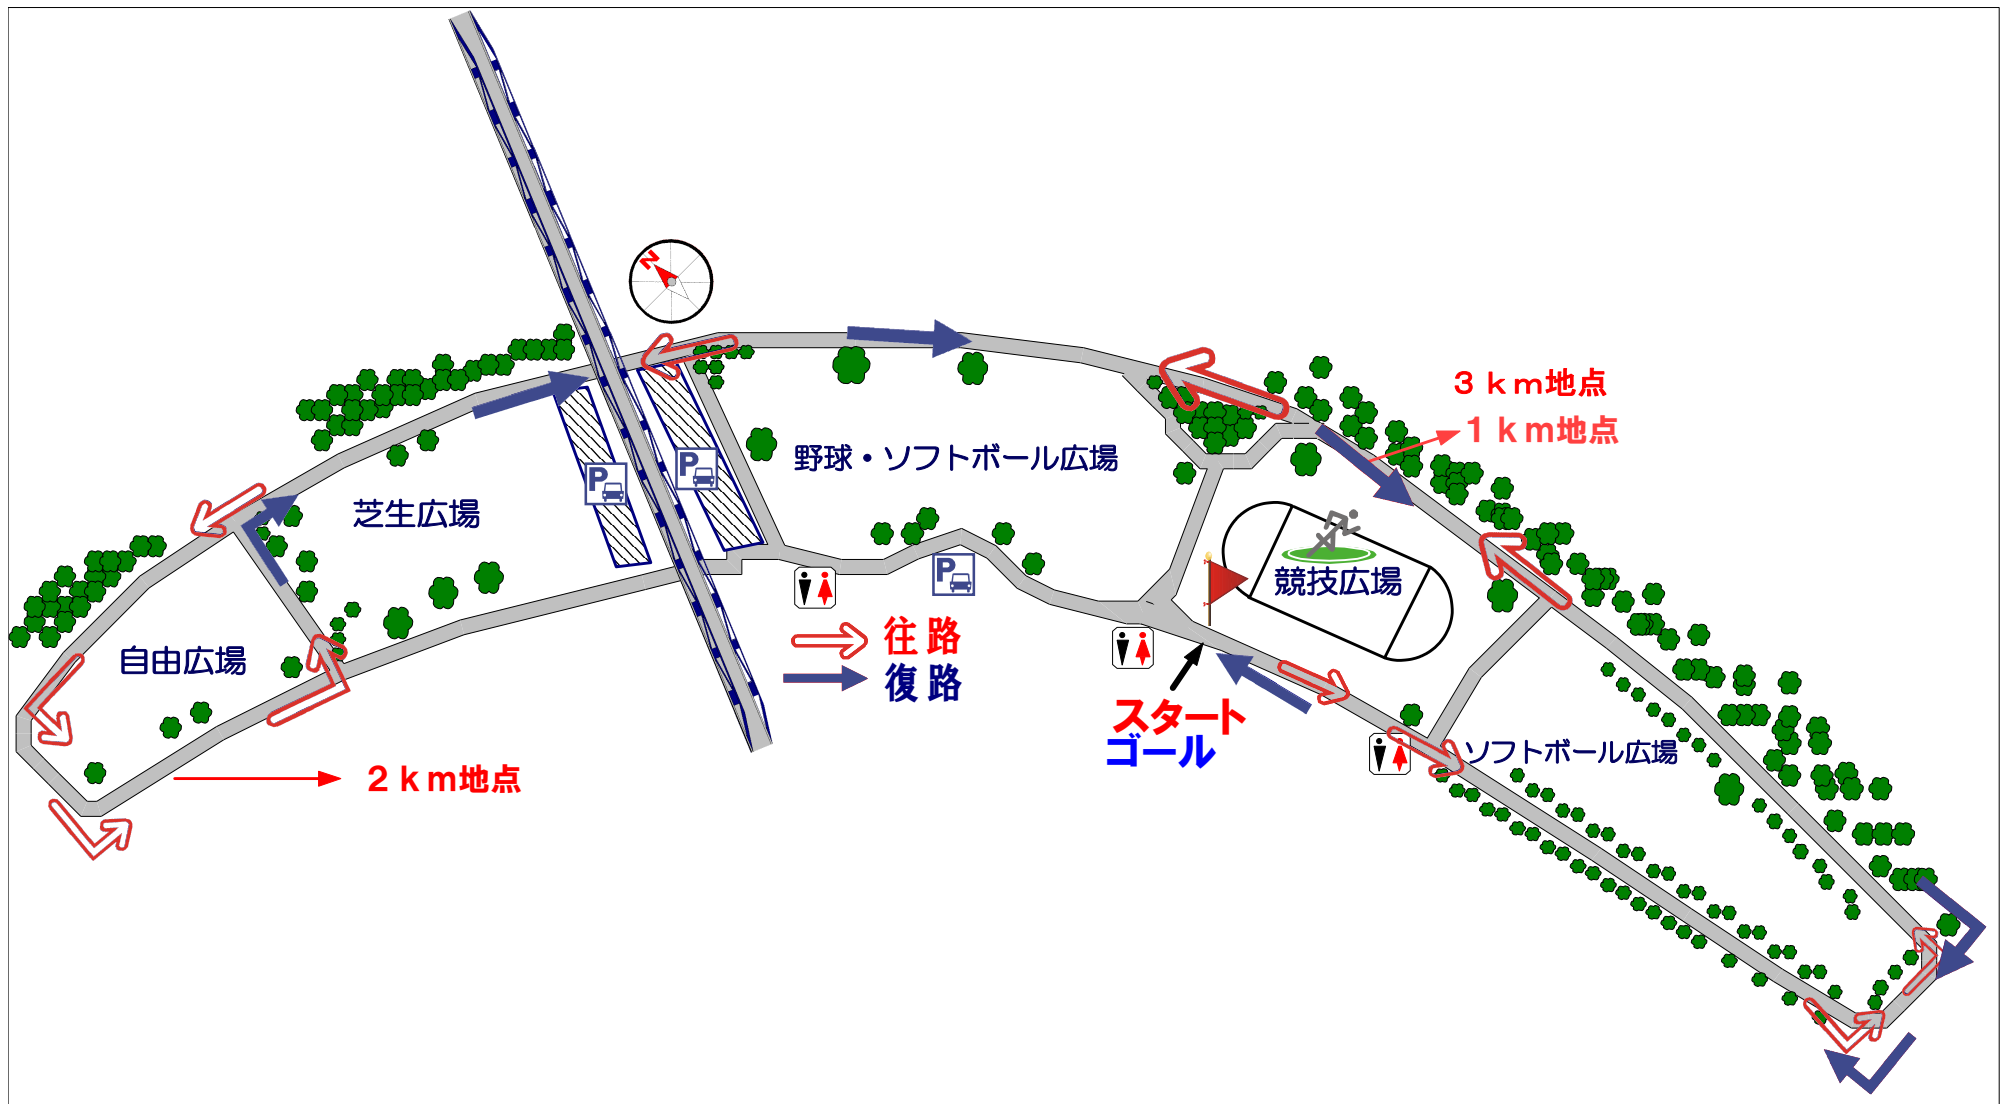 N
３ｋｍ地点
１ｋｍ地点
野球・ソフトボール広場
P
P
芝生広場
P
競技広場
自由広場
往路
復路
スタート
ゴール
ソフトボール広場
２ｋｍ地点